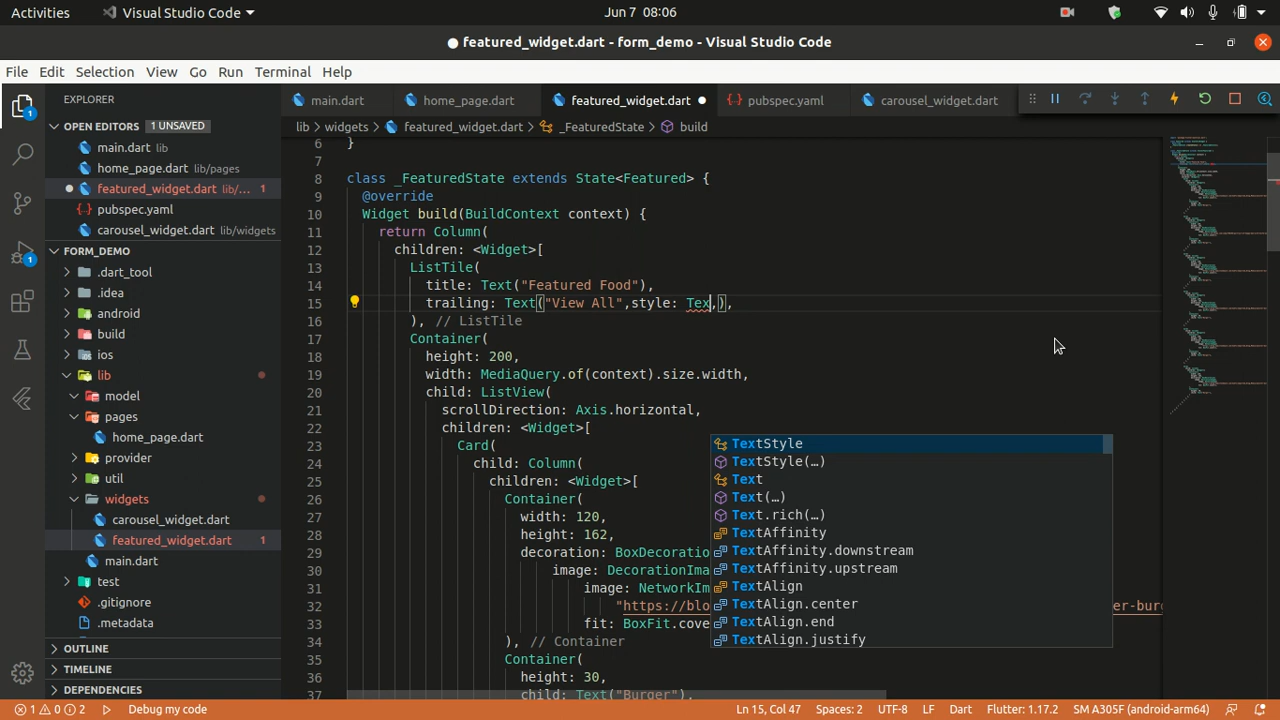 Activities
Visual Studio Code
Jun 7 08:06
● featured_widget.dart - form_demo - Visual Studio Code
File Edit Selection View Go Run Terminal Help
EXPLORER
main.dart
home_page.dart
featured_widget.dart ●
pubspec.yaml
carousel_widget.dart
lib > widgets > featured_widget.dart > _FeaturedState > build
OPEN EDITORS 1 UNSAVED
main.dart lib
home_page.dart lib/pages
● featured_widget.dart lib/... 1
pubspec.yaml
carousel_widget.dart lib/widgets
FORM_DEMO
.dart_tool
.idea
android
build
ios
lib
model
pages
home_page.dart
provider
util
widgets
carousel_widget.dart
featured_widget.dart 1
main.dart
test
.gitignore
.metadata
OUTLINE
TIMELINE
DEPENDENCIES
6 }
7
8 class _FeaturedState extends State<Featured> {
9 @override
10 Widget build(BuildContext context) {
11 return Column(
12 children: <Widget>[
13 ListTile(
14 title: Text("Featured Food"),
15 trailing: Text("View All",style: Tex,),
16 ), // ListTile
17 Container(
18 height: 200,
19 width: MediaQuery.of(context).size.width,
20 child: ListView(
21 scrollDirection: Axis.horizontal,
22 children: <Widget>[
23 Card(
24 child: Column(
25 children: <Widget>[
26 Container(
27 width: 120,
28 height: 162,
29 decoration: BoxDecoratio
30 image: DecorationIma
31 image: NetworkIm
32 "https://blo er-burg
33 fit: BoxFit.cove
34 ), // Container
35 Container(
36 height: 30,
37 child: Text("Burger"),
TextStyle
TextStyle(…)
Text
Text(…)
Text.rich(…)
TextAffinity
TextAffinity.downstream
TextAffinity.upstream
TextAlign
TextAlign.center
TextAlign.end
TextAlign.justify
1 0 2
Debug my code
Ln 15, Col 47
Spaces: 2
UTF-8
LF
Dart
Flutter: 1.17.2
SM A305F (android-arm64)